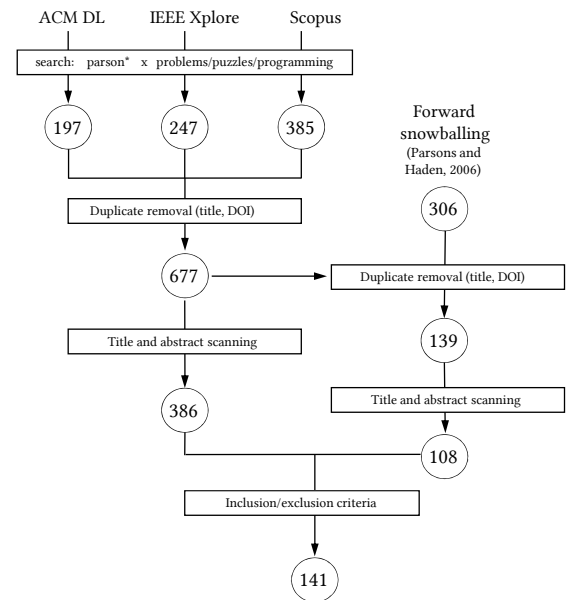 ACM DL IEEE Xplore Scopus
search: parson* x problems/puzzles/programming
197 247 385
Forward
snowballing
(Parsons and
Haden, 2006)
306
Duplicate removal (title, DOI)
677
Duplicate removal (title, DOI)
139
Title and abstract scanning
386
Title and abstract scanning
108
Inclusion/exclusion criteria
141